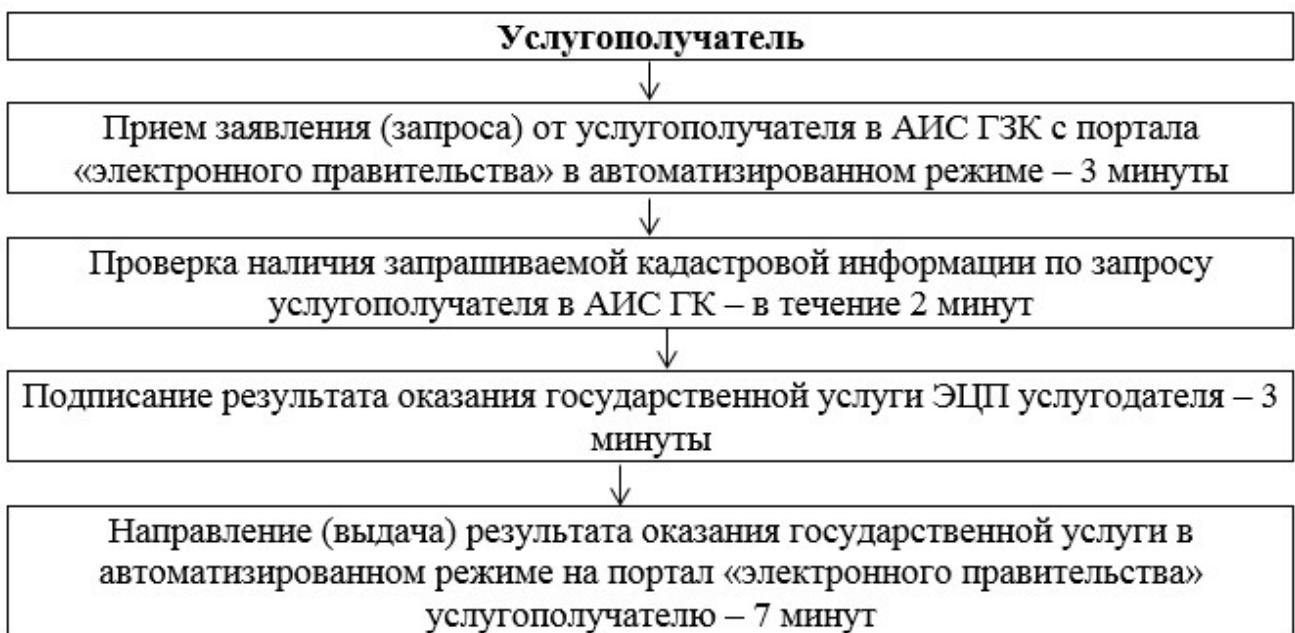 Услугополучатель
Прием заявления (запроса) от услугополучателя в АИС ГЗК с портала
«электронного правительства» в автоматизированном режиме – 3 минуты
Проверка наличия запрашиваемой кадастровой информации по запросу
услугополучателя в АИС ГК – в течение 2 минут
Подписание результата оказания государственной услуги ЭЦП услугодателя – 3
минуты
Направление (выдача) результата оказания государственной услуги в
автоматизированном режиме на портал «электронного правительства»
услугополучателю – 7 минут